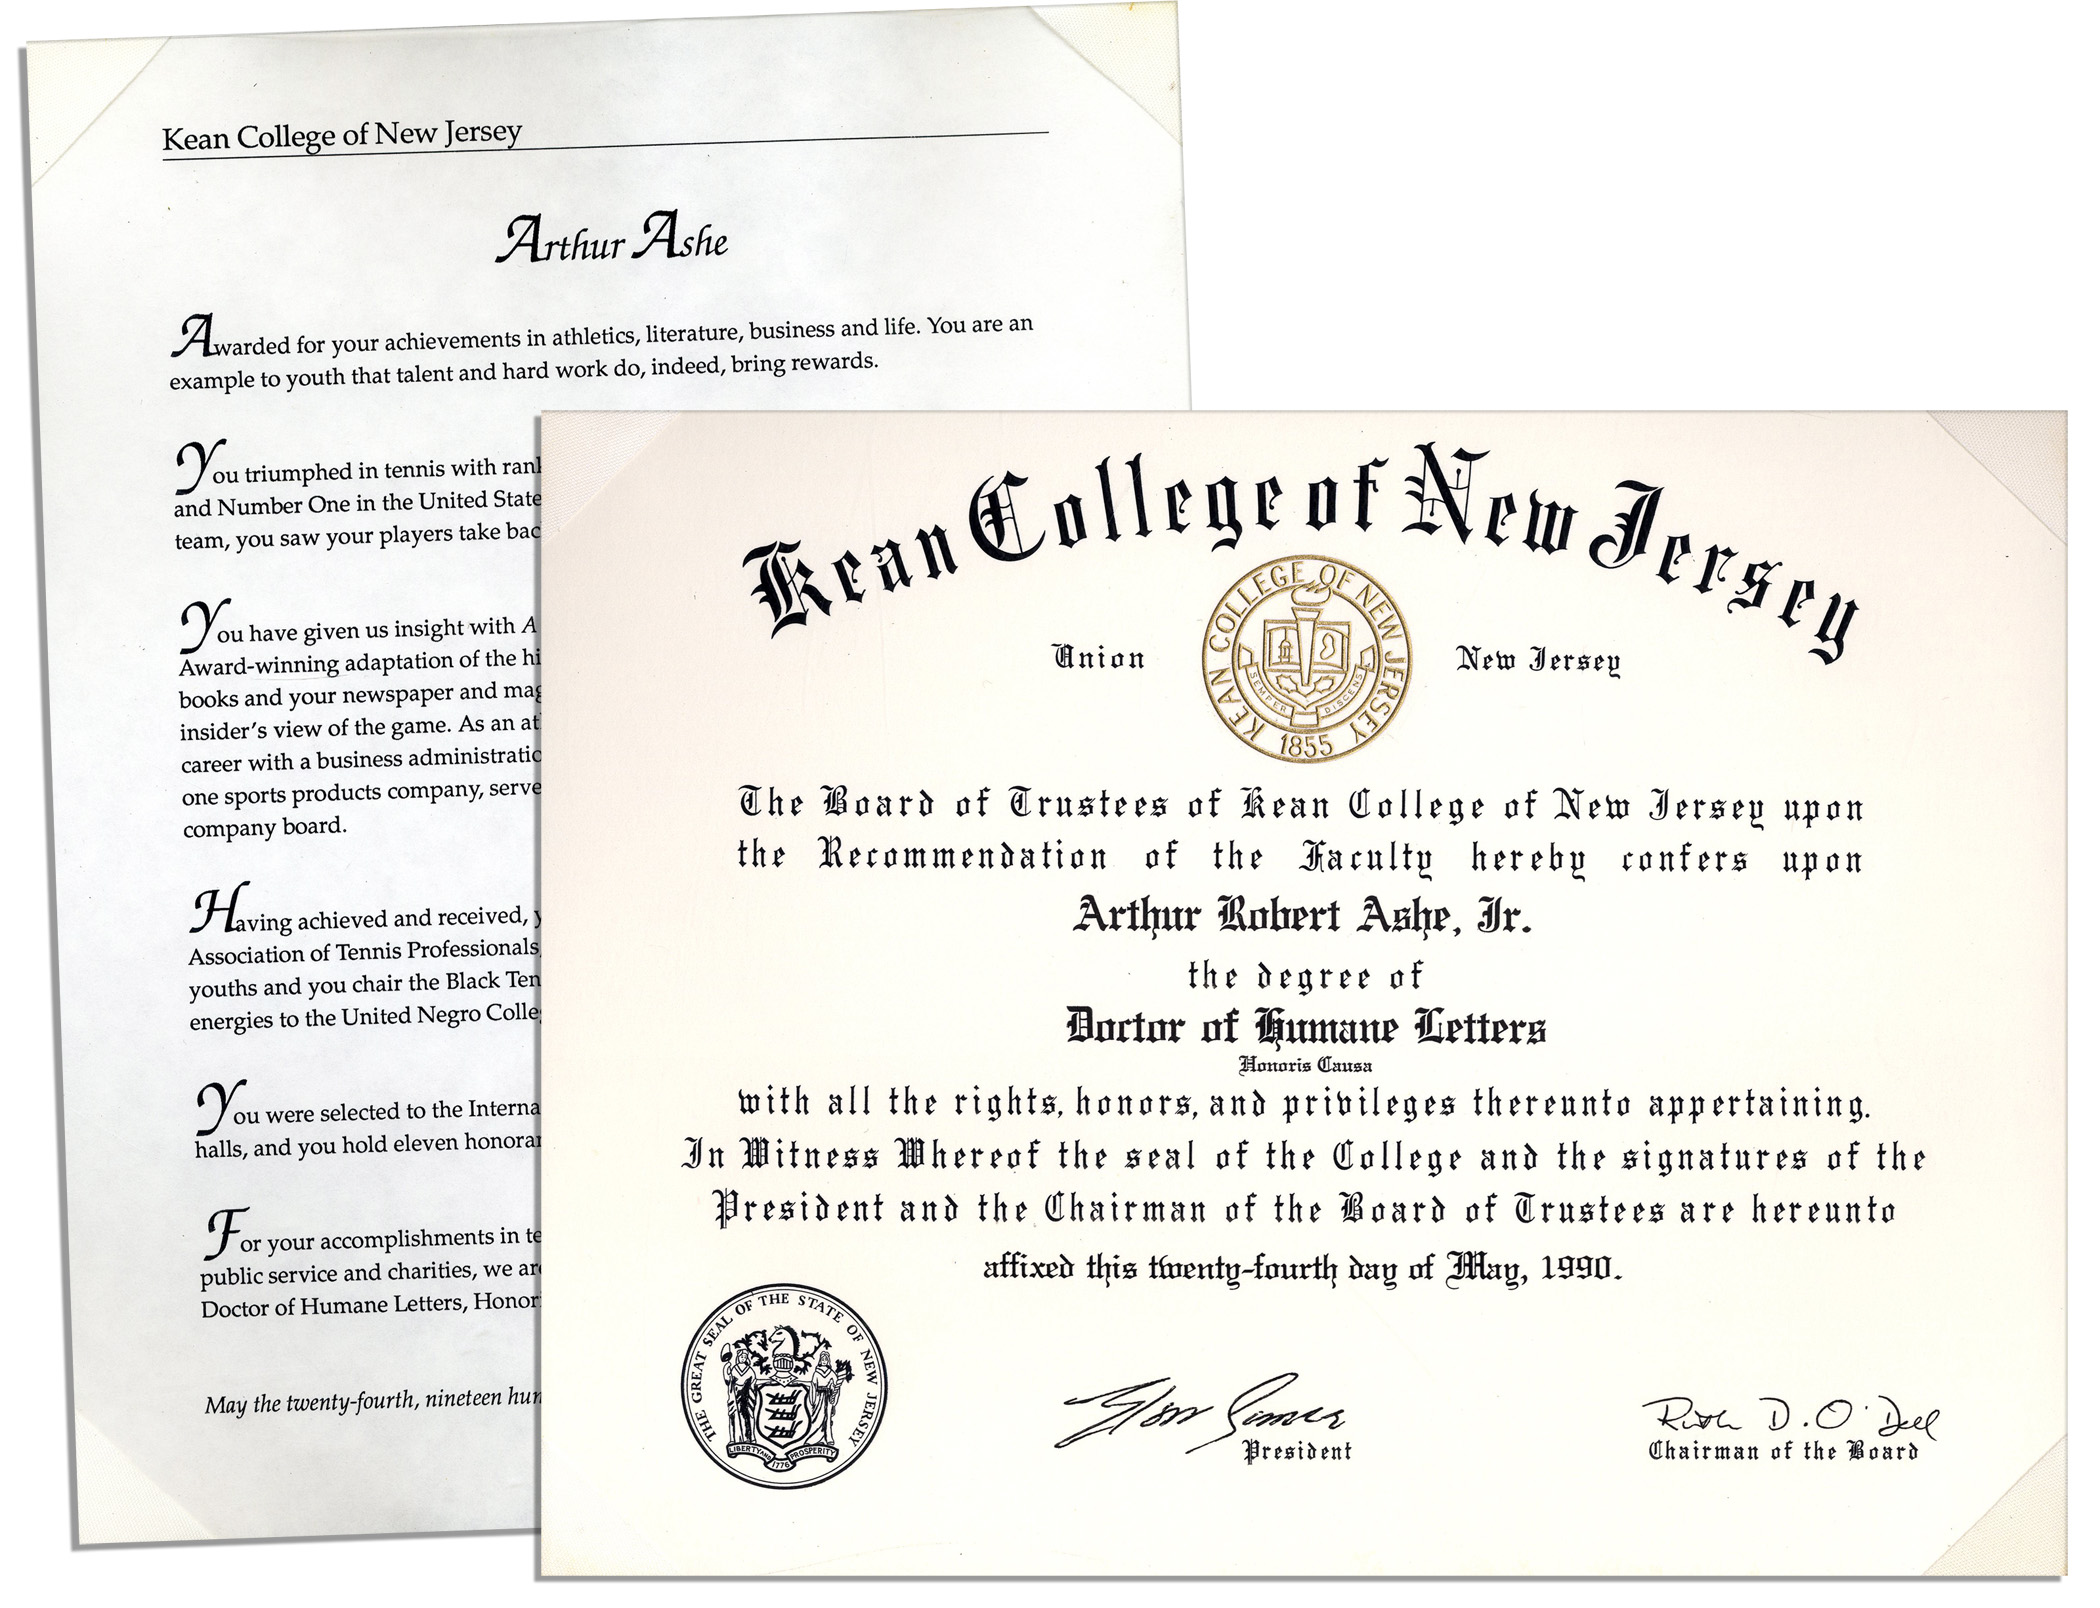 Kean College of New Jersey
Arthur Ashe
Awarded for your achievements in athletics, literature, business and life. You are an
example to youth that talent and hard work do, indeed, bring rewards.
You triumphed in tennis with rank
and Number One in the United State
team, you saw your players take bac
You have given us insight with A
Award-winning adaptation of the hi
books and your newspaper and mag
insider's view of the game. As an at
career with a business administratio
one sports products company, serve
company board.
Having achieved and received, y
Association of Tennis Professionals,
youths and you chair the Black Ten
energies to the United Negro Colle
You were selected to the Interna
halls, and you hold eleven honorar
For your accomplishments in te
public service and charities, we are
Doctor of Humane Letters, Honori
May the twenty-fourth, nineteen hun
Kean College of New Jersey
Union New Jersey
KEAN COLLEGE OF NEW JERSEY
SEMPER DISCENS
1855
The Board of Trustees of Kean College of New Jersey upon
the Recommendation of the Faculty hereby confers upon
Arthur Robert Ashe, Jr.
the degree of
Doctor of Humane Letters
Honoris Causa
with all the rights, honors, and privileges thereunto appertaining.
In Witness Whereof the seal of the College and the signatures of the
President and the Chairman of the Board of Trustees are hereunto
affixed this twenty-fourth day of May, 1990.
THE GREAT SEAL OF THE STATE OF NEW JERSEY
LIBERTY AND PROSPERITY
1776
Ruth D. O'Dell
President
Chairman of the Board